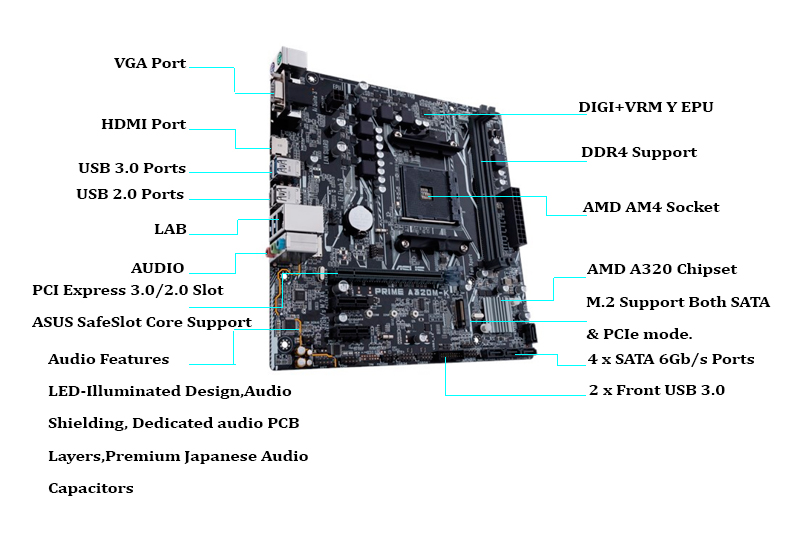 VGA Port
HDMI Port
USB 3.0 Ports
USB 2.0 Ports
LAB
AUDIO
PCI Express 3.0/2.0 Slot
ASUS SafeSlot Core Support
Audio Features
LED-Illuminated Design,Audio
Shielding, Dedicated audio PCB
Layers,Premium Japanese Audio
Capacitors
DIGI+VRM Y EPU
DDR4 Support
AMD AM4 Socket
AMD A320 Chipset
M.2 Support Both SATA
& PCIe mode.
4 x SATA 6Gb/s Ports
2 x Front USB 3.0
ASUS
PRIME A320M-K
LAN GUARD